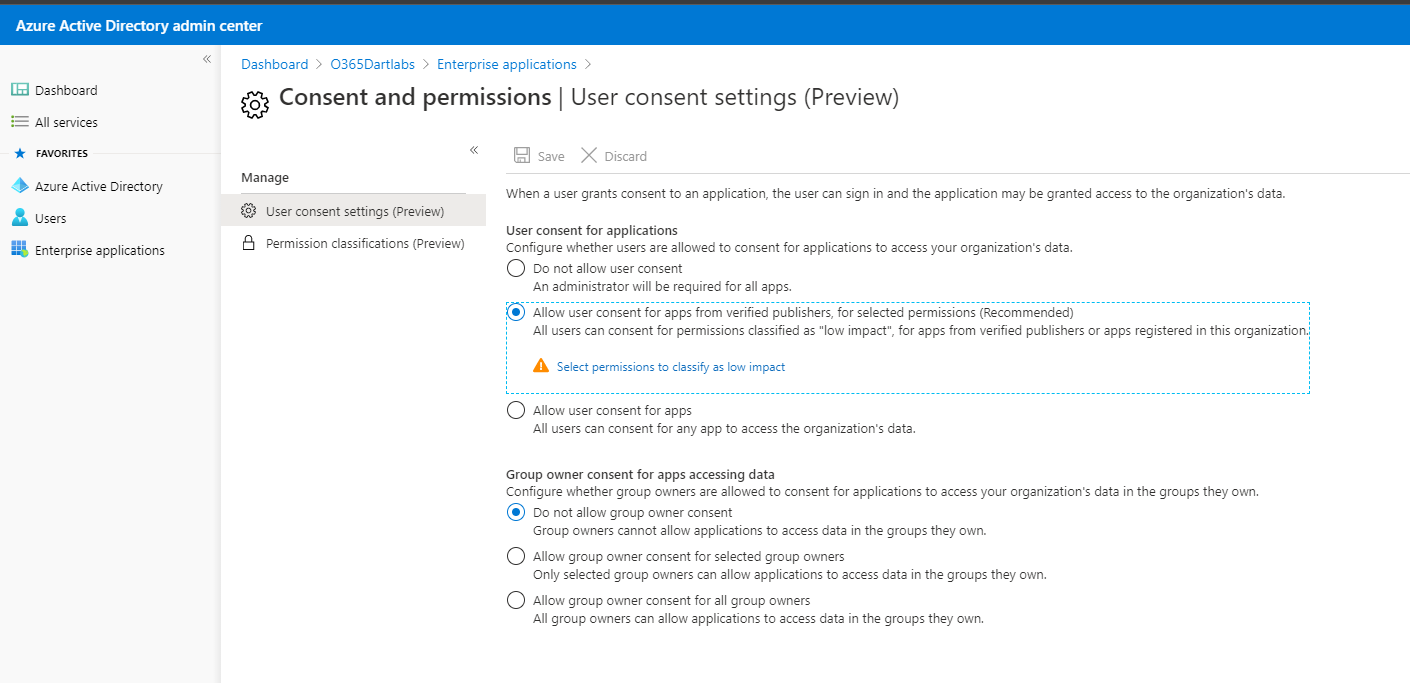 Azure Active Directory admin center
Dashboard
All services
FAVORITES
Azure Active Directory
Users
Enterprise applications
Dashboard > O365Dartlabs > Enterprise applications >
Consent and permissions | User consent settings (Preview)
Manage
User consent settings (Preview)
Permission classifications (Preview)
Save Discard
When a user grants consent to an application, the user can sign in and the application may be granted access to the organization's data.
User consent for applications
Configure whether users are allowed to consent for applications to access your organization's data.
Do not allow user consent
An administrator will be required for all apps.
Allow user consent for apps from verified publishers, for selected permissions (Recommended)
All users can consent for permissions classified as "low impact", for apps from verified publishers or apps registered in this organization.
Select permissions to classify as low impact
Allow user consent for apps
All users can consent for any app to access the organization's data.
Group owner consent for apps accessing data
Configure whether group owners are allowed to consent for applications to access your organization's data in the groups they own.
Do not allow group owner consent
Group owners cannot allow applications to access data in the groups they own.
Allow group owner consent for selected group owners
Only selected group owners can allow applications to access data in the groups they own.
Allow group owner consent for all group owners
All group owners can allow applications to access data in the groups they own.